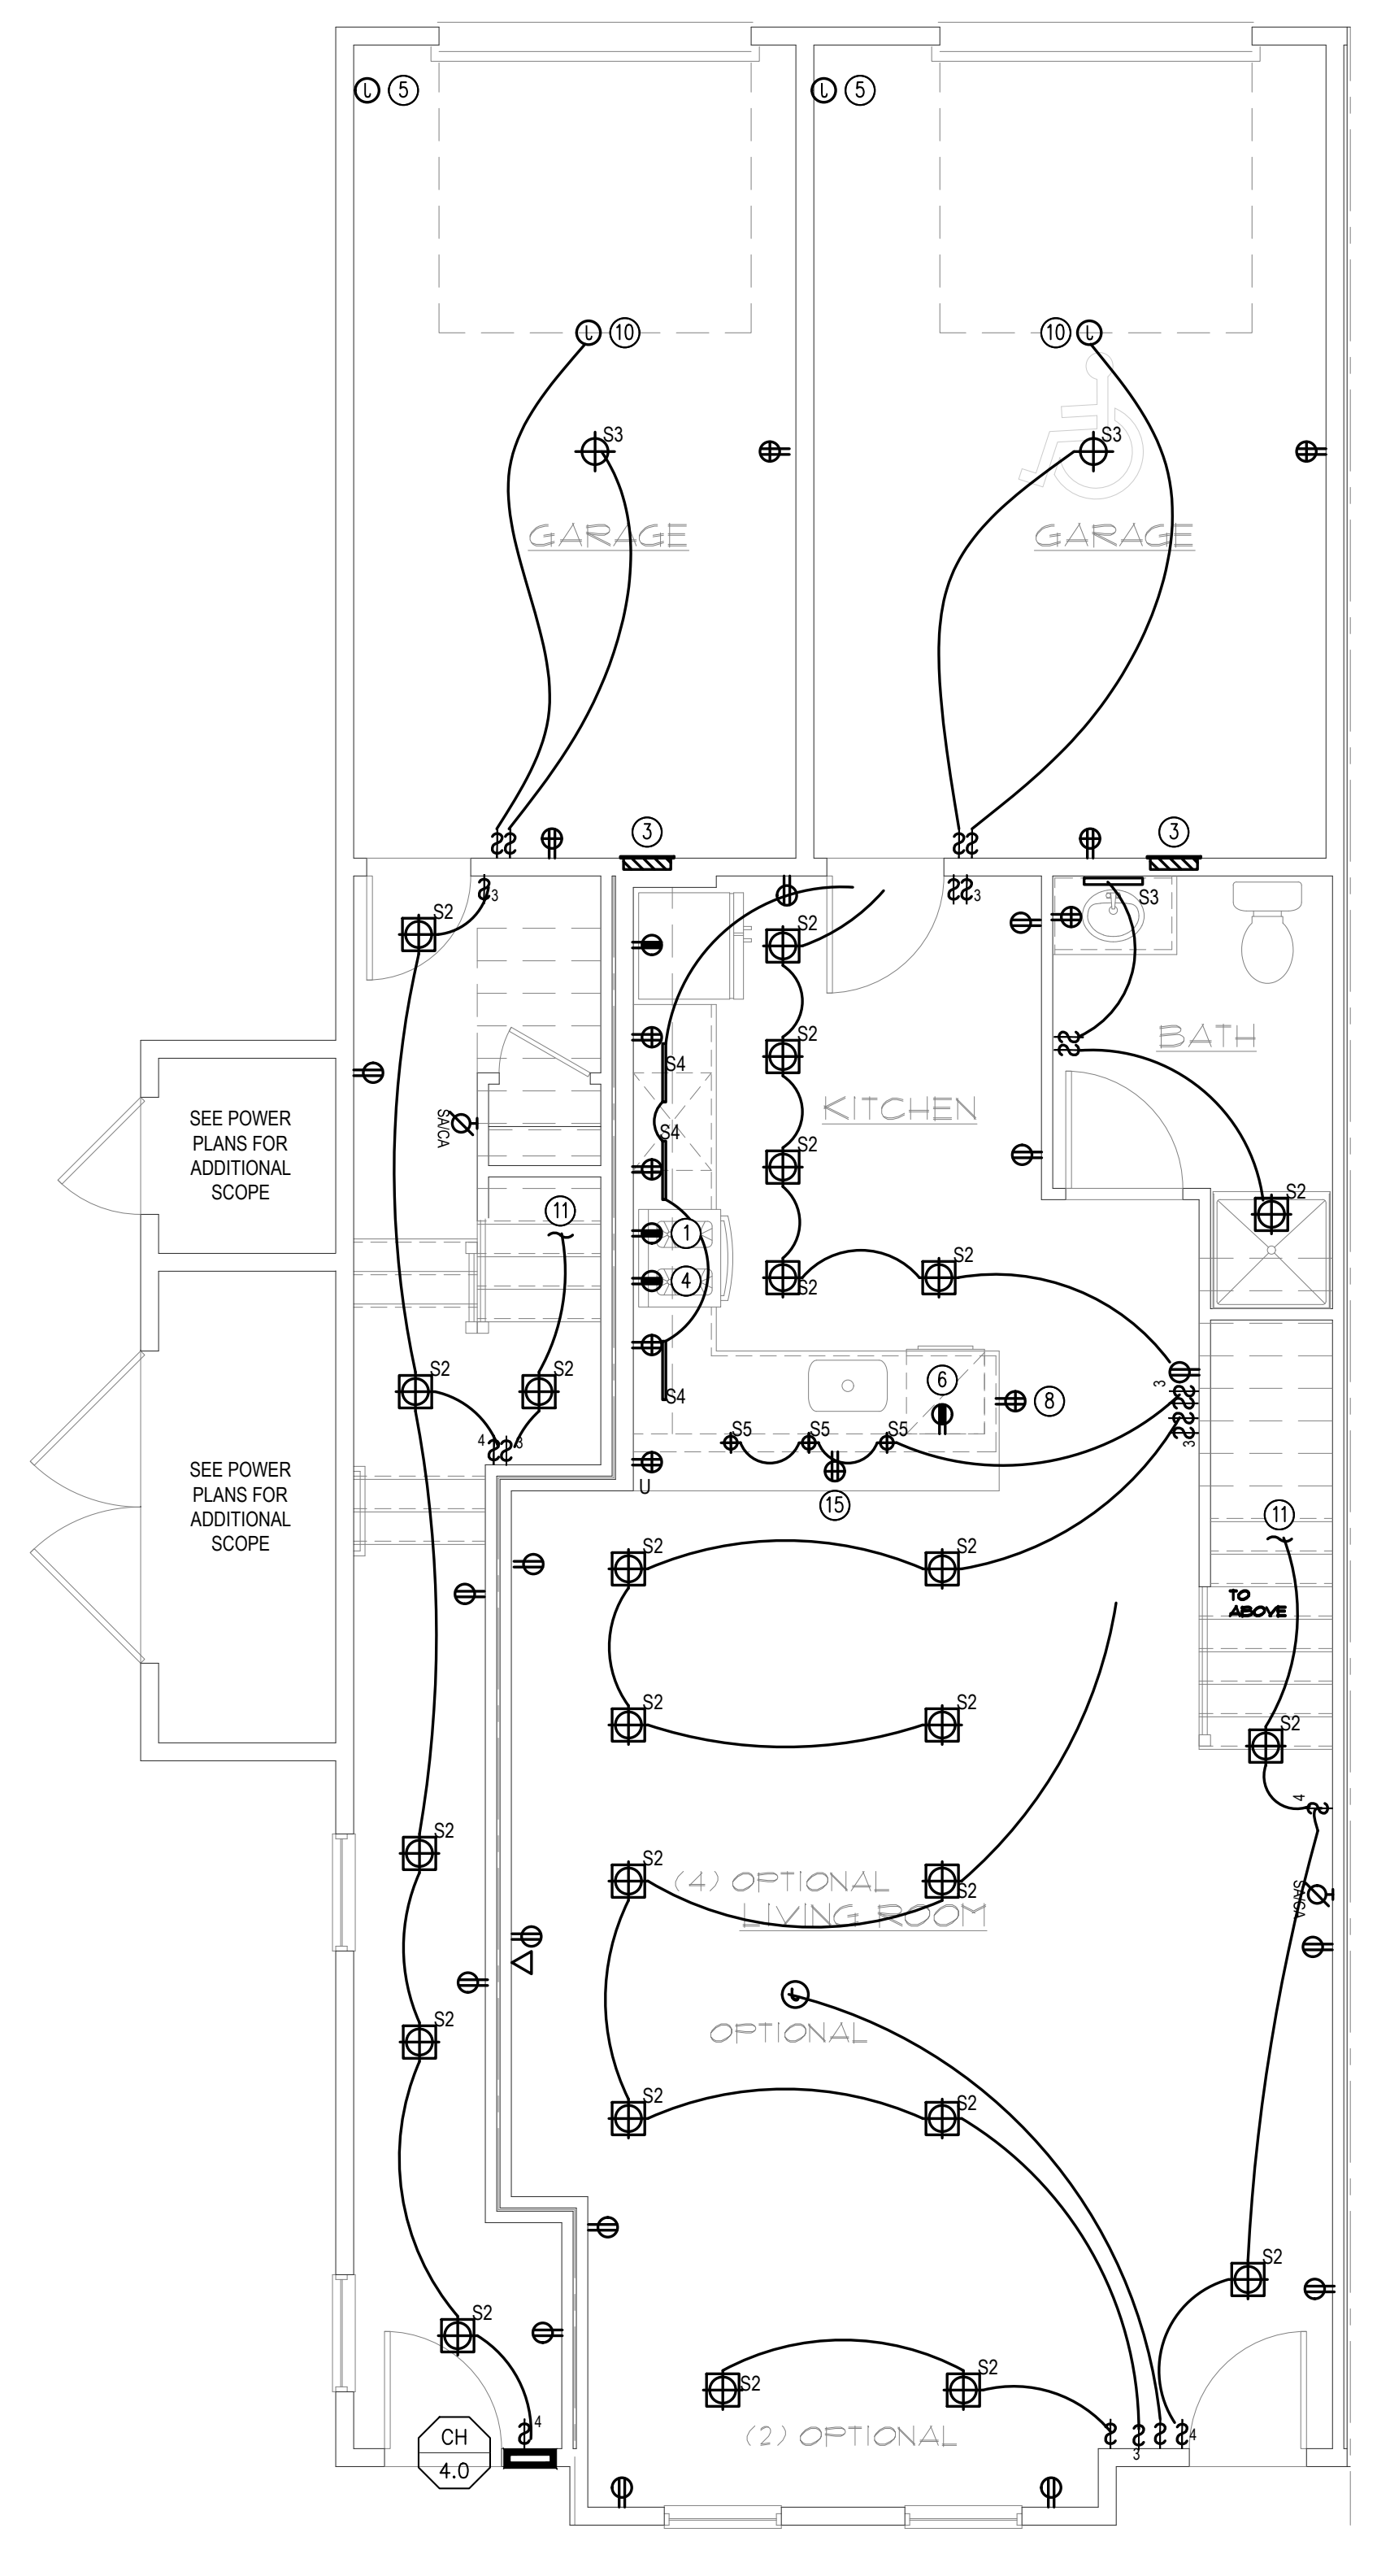 5
5
10
10
S3
S3
GARAGE
GARAGE
3
3
3
3
S2
S3
S2
S2
BATH
S4
KITCHEN
SEE POWER
PLANS FOR
ADDITIONAL
SCOPE
SA/CA
S4
S2
S2
11
1
4
S2
S2
6
3
S2
S2
8
S4
S5
S5
S5
4
3
3
U
15
SEE POWER
PLANS FOR
ADDITIONAL
SCOPE
11
S2
S2
TO
ABOVE
S2
S2
S2
4
S2
S2
(4) OPTIONAL
S2
SA/CA
LIVING ROOM
S2
OPTIONAL
S2
S2
S2
S2
S2
S2
4
(2) OPTIONAL
CH
4.0
4
3